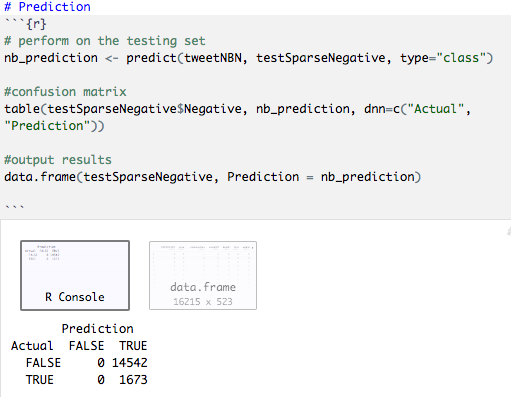 # Prediction
```{r}
# perform on the testing set
nb_prediction <- predict(tweetNBN, testSparseNegative, type="class")
#confusion matrix
table(testSparseNegative$Negative, nb_prediction, dnn=c("Actual",
"Prediction"))
#output results
data.frame(testSparseNegative, Prediction = nb_prediction)
```
R Console
data.frame
16215 x 523
Prediction
Actual FALSE TRUE
FALSE 0 14542
TRUE 0 1673